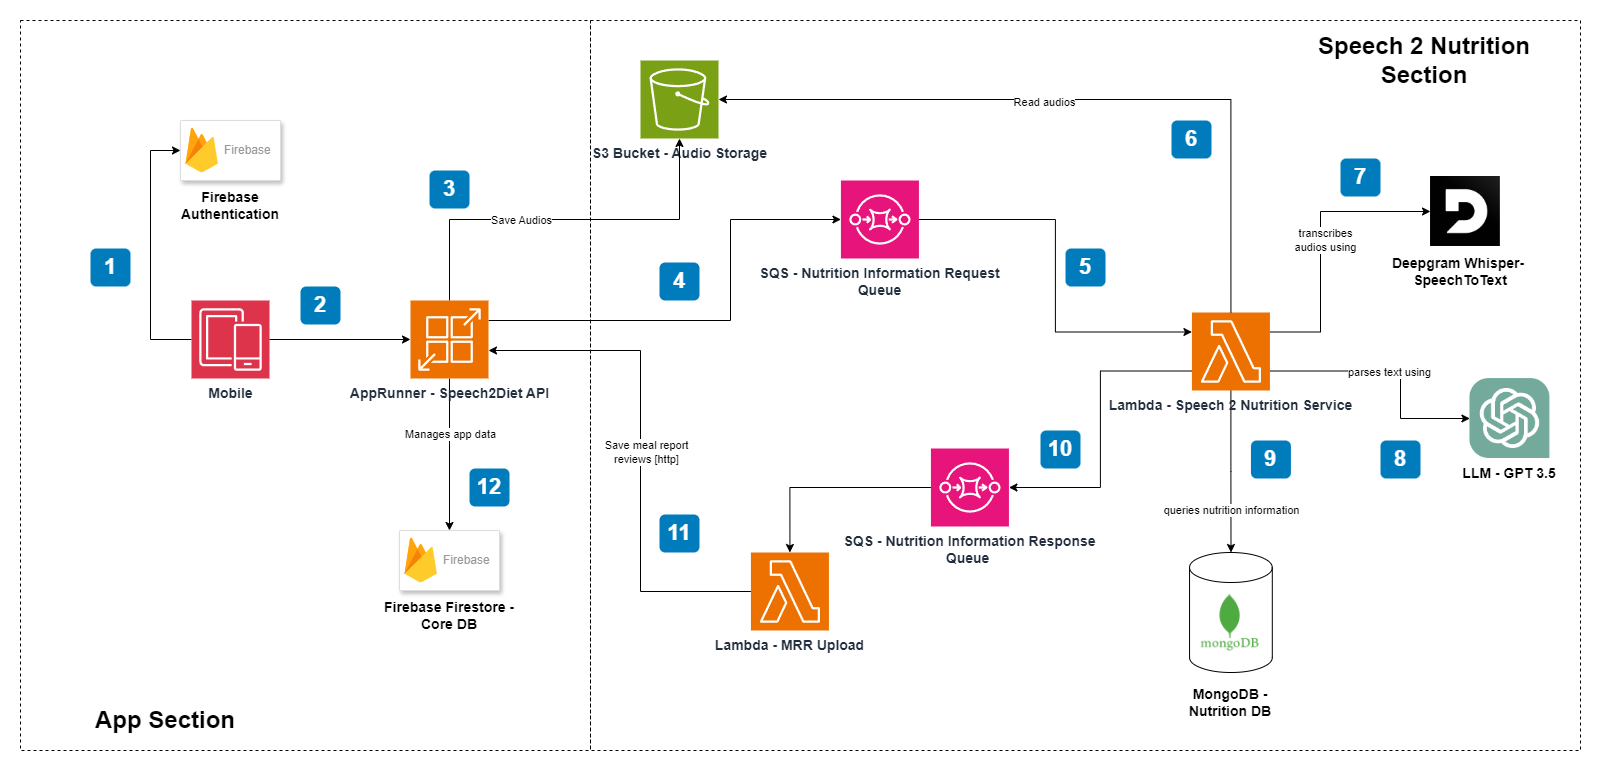 Speech 2 Nutrition
Section
Read audios
6
S3 Bucket - Audio Storage
Firebase
Firebase
Authentication
3
7
Save Audios
transcribes
audios using
Deepgram Whisper-
SpeechToText
1
2
4
SQS - Nutrition Information Request
Queue
5
Mobile
AppRunner - Speech2Diet API
Lambda - Speech 2 Nutrition Service
parses text using
Manages app data
Save meal report
reviews [http]
10
9
8
LLM - GPT 3.5
12
queries nutrition information
11
SQS - Nutrition Information Response
Queue
Firebase
Firebase Firestore -
Core DB
Lambda - MRR Upload
mongoDB
MongoDB -
Nutrition DB
App Section